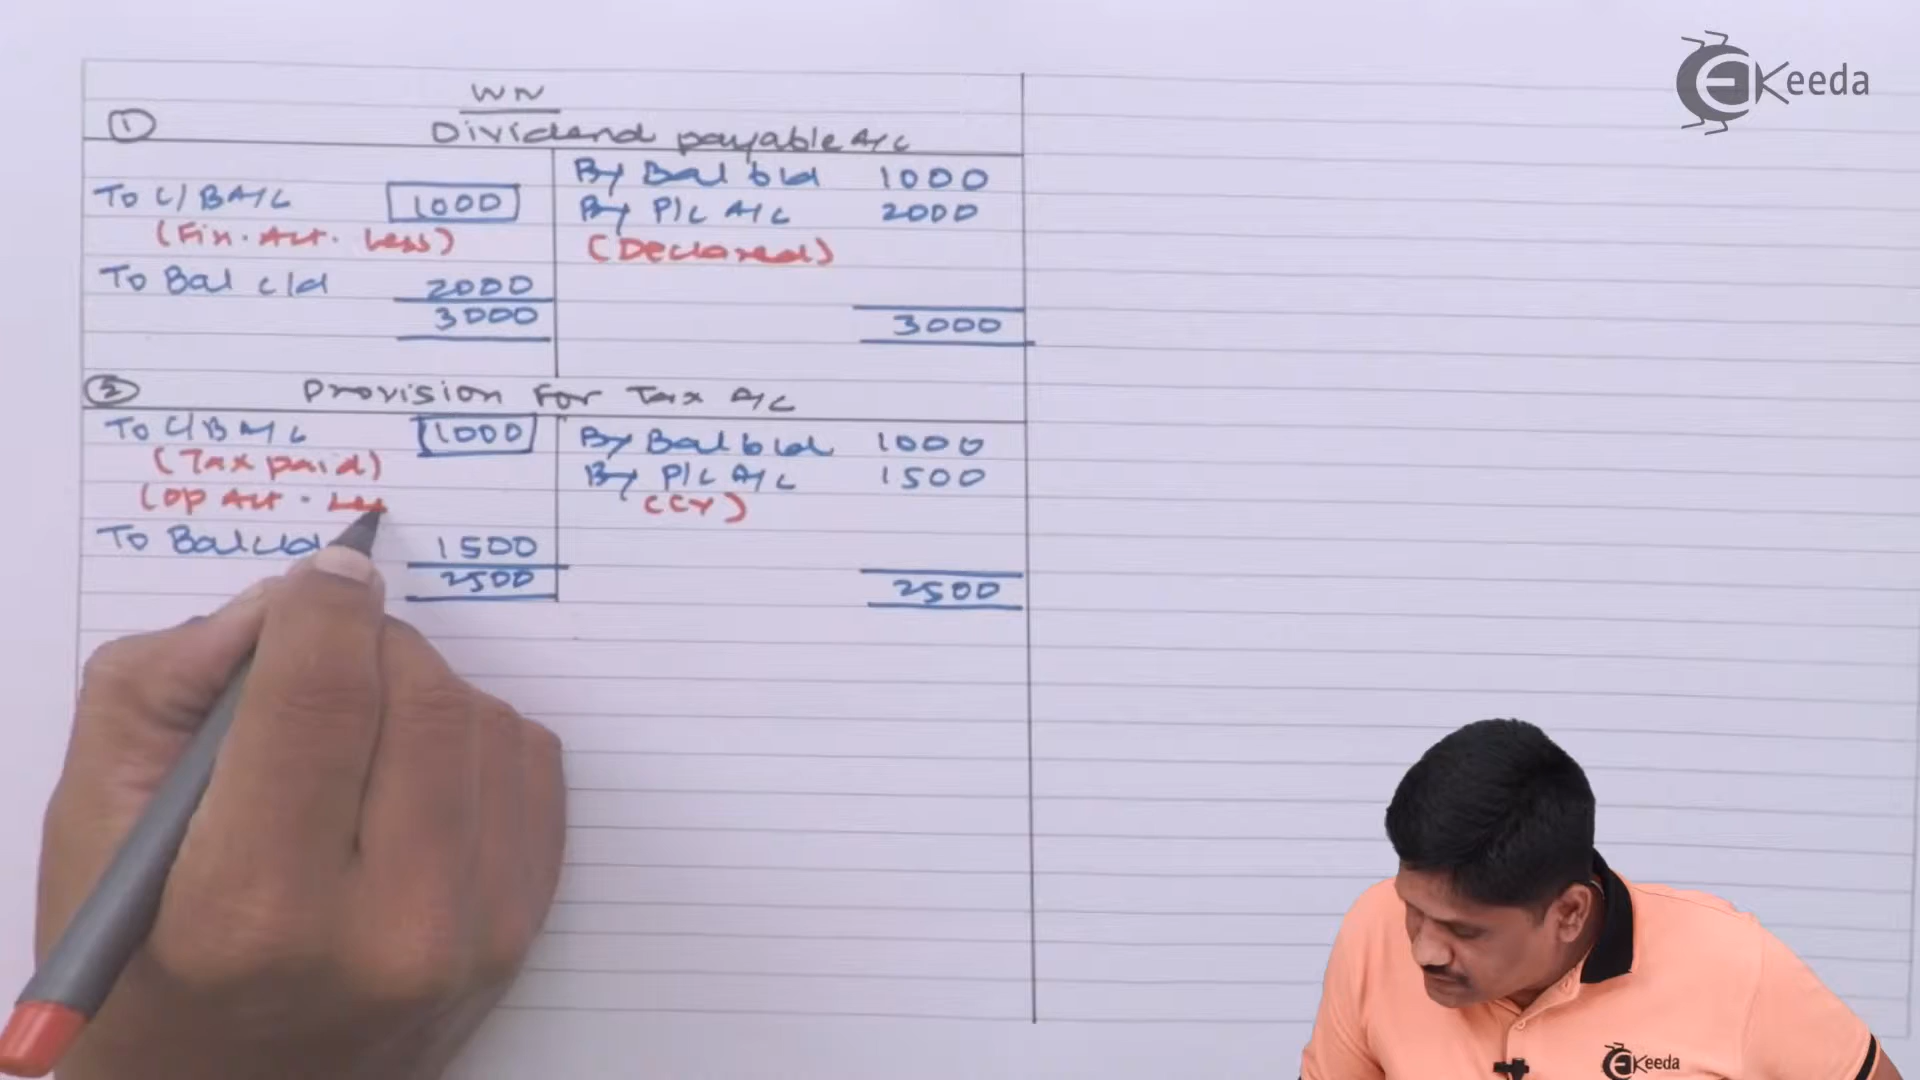 WN
① Dividend payable A/C
By Bal b/d 1000
To C/B A/C 1000 By P/L A/C 2000
(Fin. Act. Less) (Declared)
To Bal c/d 2000
3000 3000
② Provision For Tax A/C
To C/B A/C 1000 By Bal b/d 1000
(Tax paid) By P/L A/C 1500
(Op Act. Les (CY)
To Bal c/d 1500
2500 2500
EKeeda
EKeeda